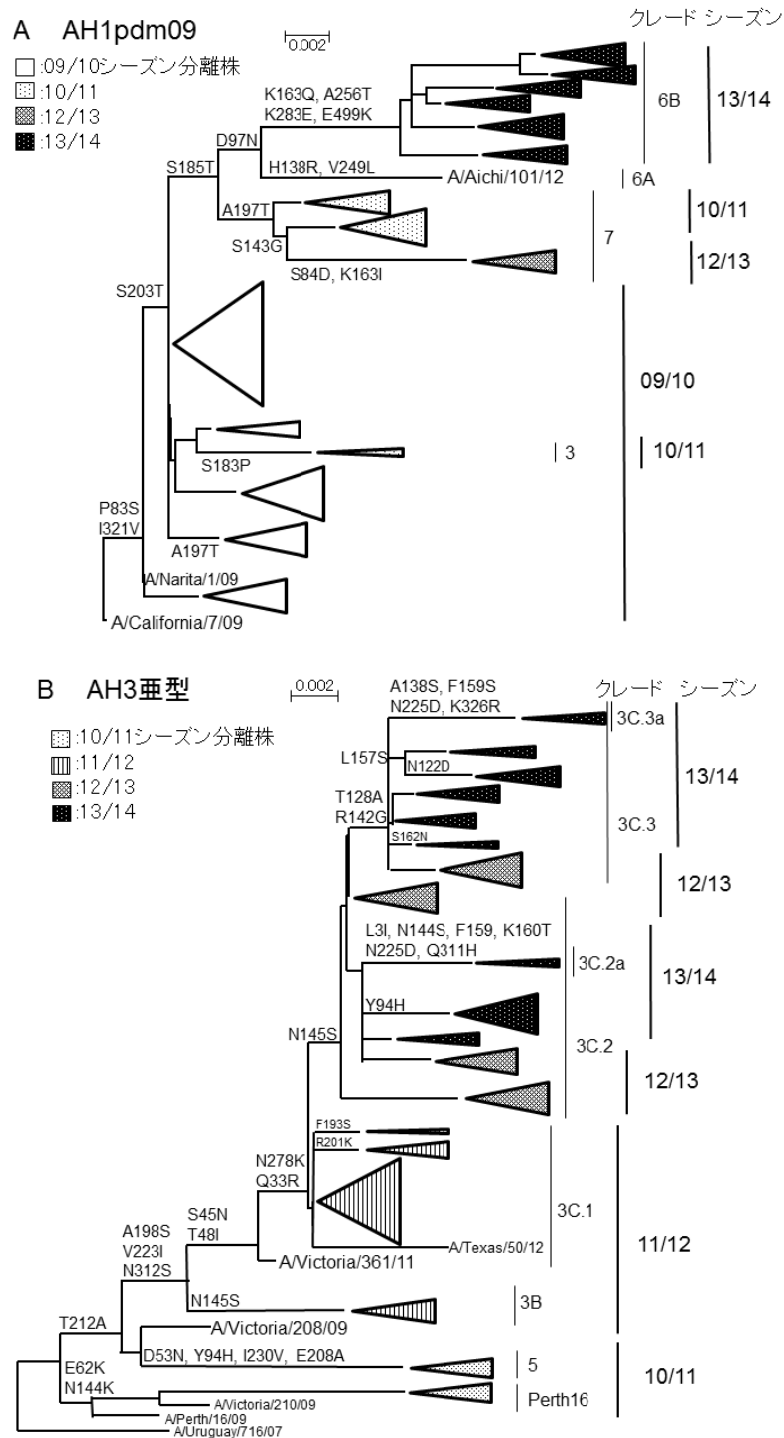 A AH1pdm09
0.002
クレード シーズン
:09/10シーズン分離株
:10/11
:12/13
:13/14
K163Q, A256T
K283E, E499K
6B
13/14
D97N
S185T
H138R, V249L
A/Aichi/101/12
6A
A197T
10/11
7
S143G
12/13
S84D, K163I
S203T
09/10
S183P
3
10/11
P83S
I321V
A197T
A/Narita/1/09
A/California/7/09
B AH3亜型
0.002
クレード シーズン
:10/11シーズン分離株
:11/12
:12/13
:13/14
A138S, F159S
N225D, K326R
3C.3a
L157S
N122D
13/14
T128A
R142G
3C.3
S162N
12/13
L3I, N144S, F159, K160T
N225D, Q311H
3C.2a
13/14
Y94H
N145S
3C.2
12/13
F193S
R201K
N278K
Q33R
3C.1
S45N
T48I
A/Texas/50/12
11/12
A198S
V223I
N312S
A/Victoria/361/11
N145S
3B
T212A
A/Victoria/208/09
D53N, Y94H, I230V, E208A
5
10/11
E62K
N144K
Perth16
A/Victoria/210/09
A/Perth/16/09
A/Uruguay/716/07